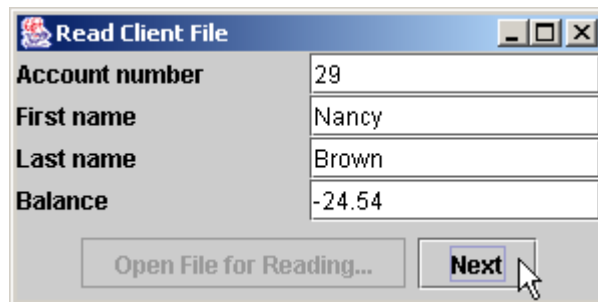 Read Client File
Account number 29
First name Nancy
Last name Brown
Balance -24.54
Open File for Reading... Next